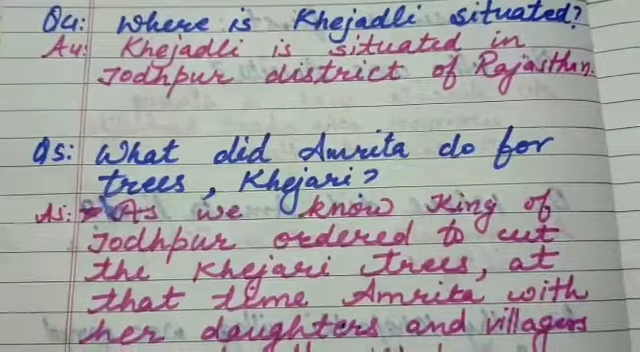 Q4: Where is Khejadli situated?
A4: Khejadli is situated in
Jodhpur district of Rajasthan.
Q5: What did Amrita do for
trees, Khejari?
A5: As we know King of
Jodhpur ordered to cut
the Khejari trees, at
that time Amrita with
her daughters and villagers